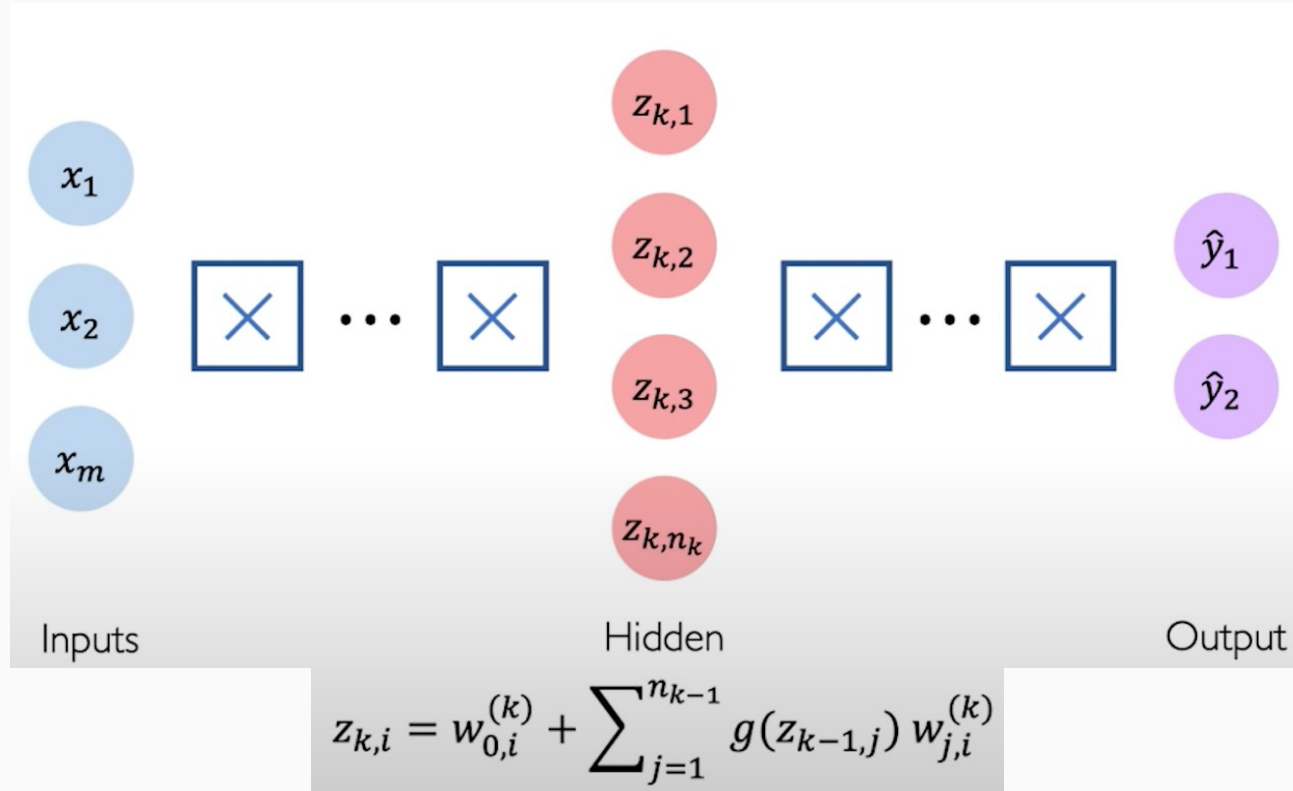 x₁
x₂
xₘ
...
z_{k,1}
z_{k,2}
z_{k,3}
z_{k,n_k}
...
ŷ₁
ŷ₂
Inputs
Hidden
Output
z_{k,i} = w_{0,i}^{(k)} + ∑_{j=1}^{n_{k-1}} g(z_{k-1,j}) w_{j,i}^{(k)}